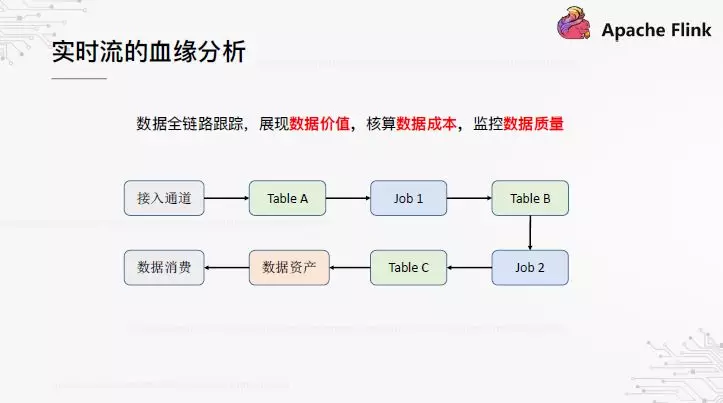 Apache Flink
实时流的血缘分析
数据全链路跟踪，展现数据价值，核算数据成本，监控数据质量
接入通道
Table A
Job 1
Table B
数据消费
数据资产
Table C
Job 2